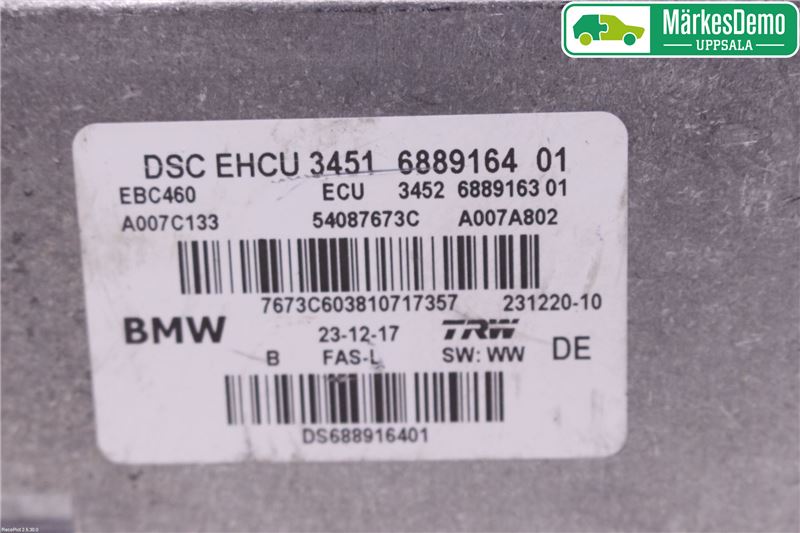 MärkesDemo
UPPSALA
DSC EHCU 3451 6889164 01
EBC460 ECU 3452 6889163 01
A007C133 54087673C A007A802
7673C603810717357 231220-10
BMW 23-12-17 TRW
B FAS-L SW: WW DE
DS688916401